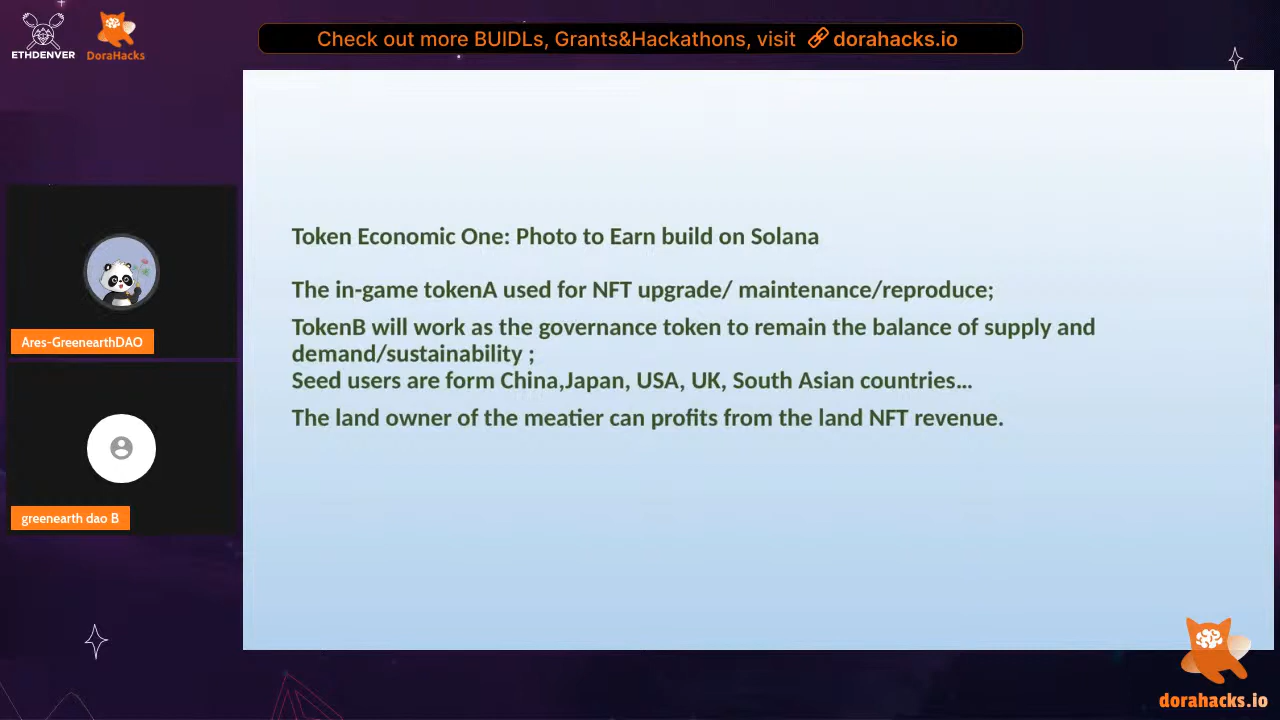 ETHDENVER
DoraHacks
Check out more BUIDLs, Grants&Hackathons, visit dorahacks.io
Token Economic One: Photo to Earn build on Solana
The in-game tokenA used for NFT upgrade/ maintenance/reproduce;
TokenB will work as the governance token to remain the balance of supply and
demand/sustainability ;
Seed users are form China,Japan, USA, UK, South Asian countries...
The land owner of the meatier can profits from the land NFT revenue.
Ares-GreenearthDAO
greenearth dao B
dorahacks.io